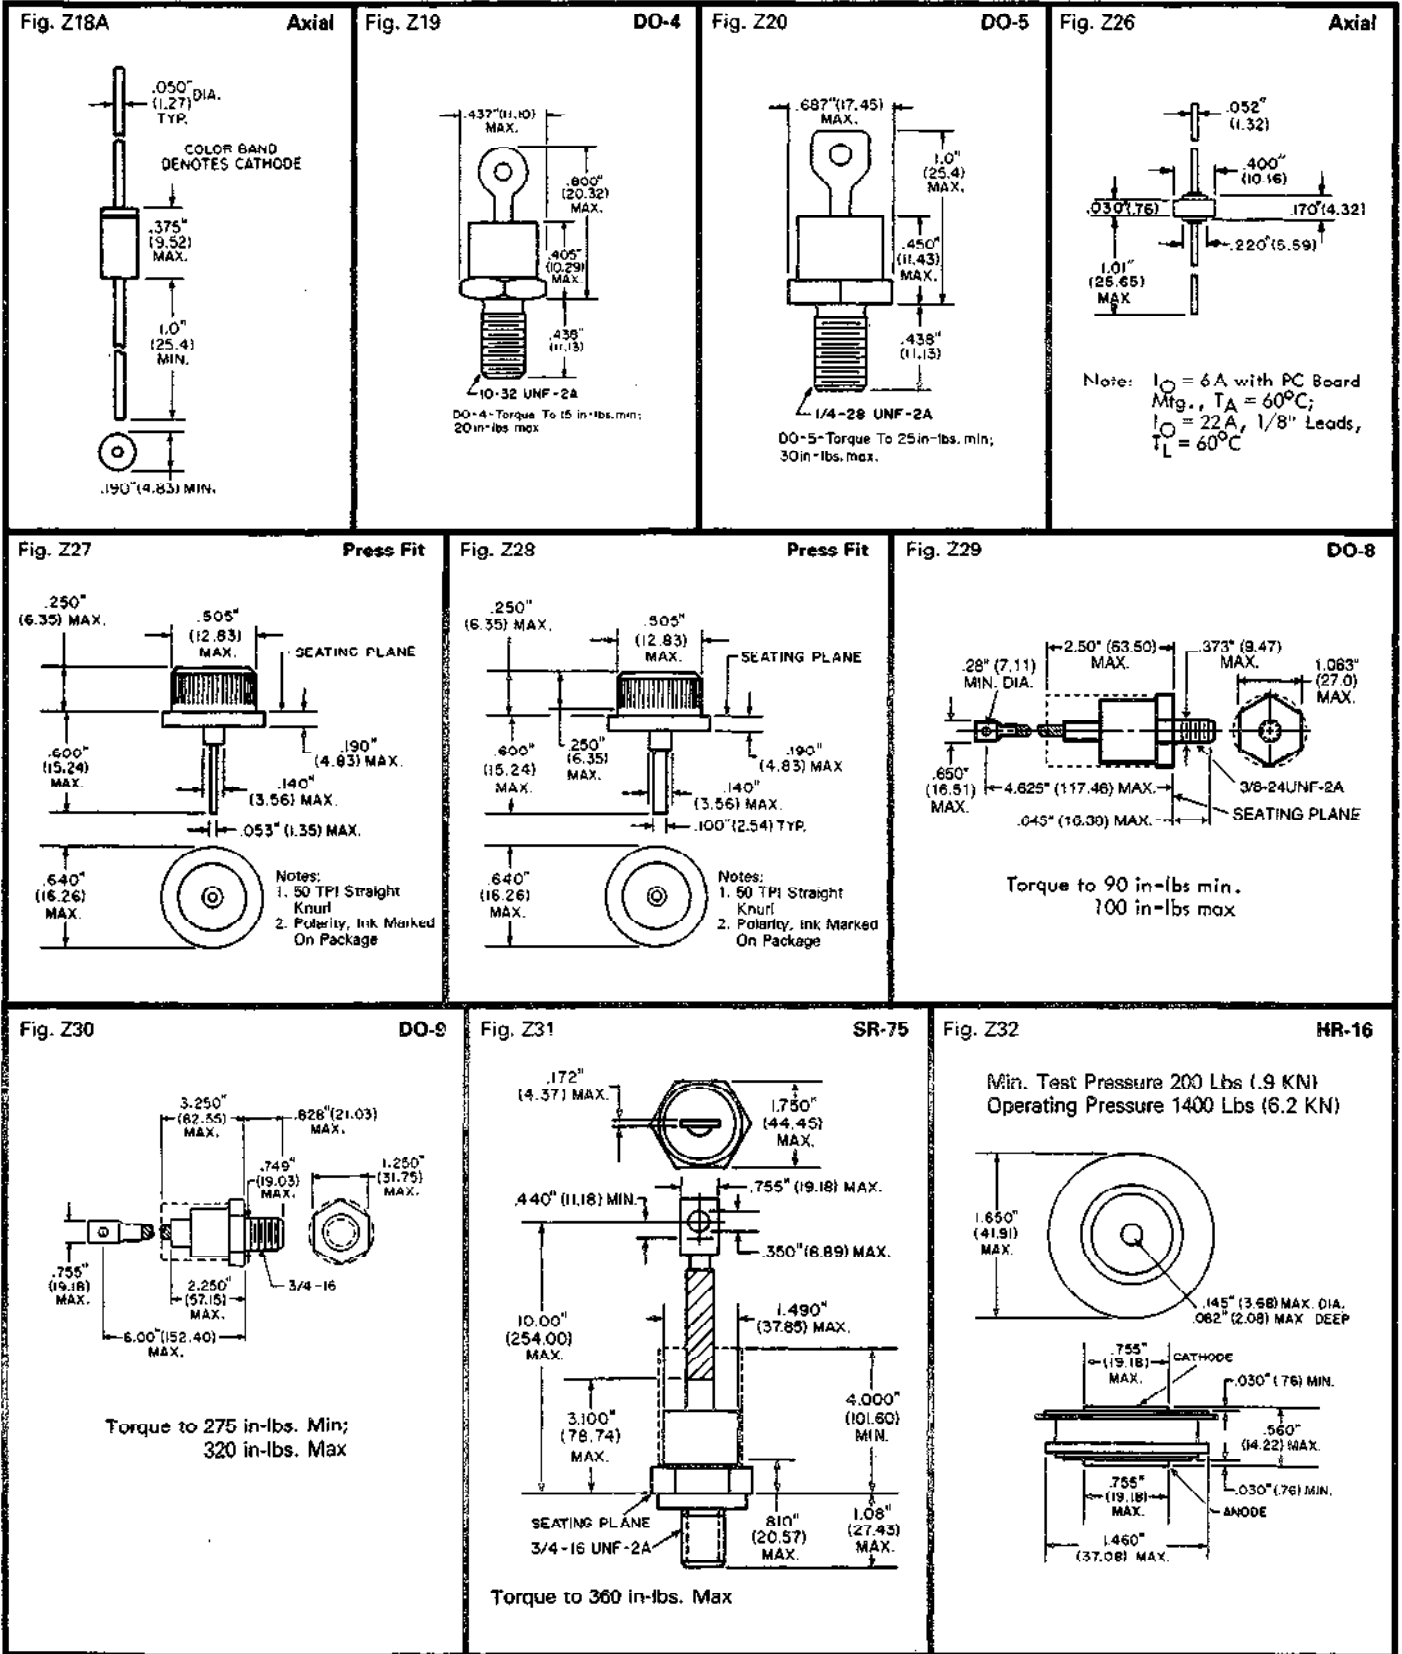 Fig. Z18A Axial
.050"
(1.27) DIA.
TYP.
COLOR BAND
DENOTES CATHODE
.375"
(9.52)
MAX.
1.0"
(25.4)
MIN.
.190" (4.83) MIN.
Fig. Z19 DO-4
.437" (11.10)
MAX.
.800"
(20.32)
MAX.
.405"
(10.29)
MAX.
.438"
(11.13)
10-32 UNF-2A
DO-4-Torque To 15 in-lbs.min;
20in-lbs max
Fig. Z20 DO-5
.687" (17.45)
MAX.
1.0"
(25.4)
MAX.
.450"
(11.43)
MAX.
.438"
(11.13)
1/4-28 UNF-2A
DO-5-Torque To 25in-lbs. min;
30in-lbs. max.
Fig. Z26 Axial
.052"
(1.32)
.400"
(10.16)
.030"(.76)
.170"(4.32)
.220"(5.59)
1.01"
(25.65)
MAX
Note: IO = 6A with PC Board
Mtg., TA = 60°C;
IO = 22A, 1/8" Leads,
TL = 60°C
Fig. Z27 Press Fit
.250"
(6.35) MAX.
.505"
(12.83)
MAX.
SEATING PLANE
.600"
(15.24)
MAX.
.190"
(4.83) MAX.
.140"
(3.56) MAX.
.053" (1.35) MAX.
.640"
(16.26)
MAX.
Notes:
1. 50 TPI Straight
Knurl
2. Polarity, Ink Marked
On Package
Fig. Z28 Press Fit
.250"
(6.35) MAX.
.505"
(12.83)
MAX.
SEATING PLANE
.600"
(15.24)
MAX.
.250"
(6.35)
MAX.
.190"
(4.83) MAX
.140"
(3.56) MAX.
.100"(2.54) TYP.
.640"
(16.26)
MAX.
Notes:
1. 50 TPI Straight
Knurl
2. Polarity, Ink Marked
On Package
Fig. Z29 DO-8
2.50" (63.50)
MAX.
.373" (9.47)
MAX.
.28" (7.11)
MIN. DIA.
1.063"
(27.0)
MAX.
.650"
(16.51)
MAX.
4.625" (117.46) MAX.
3/8-24UNF-2A
SEATING PLANE
MAX.
Torque to 90 in-lbs min.
100 in-lbs max
Fig. Z30 DO-9
3.250"
(82.55)
MAX.
.828"(21.03)
MAX.
.749"
(19.03)
MAX.
1.250"
(31.75)
MAX.
.755"
(19.18)
MAX.
2.250"
(57.15)
MAX.
3/4-16
6.00"(152.40)
MAX.
Torque to 275 in-lbs. Min;
320 in-lbs. Max
Fig. Z31 SR-75
.172"
(4.37) MAX.
1.750"
(44.45)
MAX.
.755" (19.18) MAX.
.440" (11.18) MIN.
.350" (8.89) MAX.
10.00"
(254.00)
MAX.
1.490"
(37.85) MAX.
3.100"
(78.74)
MAX.
4.000"
(101.60)
MIN.
SEATING PLANE
3/4-16 UNF-2A
.810"
(20.57)
MAX.
1.08"
(27.43)
MAX.
Torque to 360 in-lbs. Max
Fig. Z32 HR-16
Min. Test Pressure 200 Lbs (.9 KN)
Operating Pressure 1400 Lbs (6.2 KN)
1.650"
(41.91)
MAX.
.145" (3.68) MAX. DIA.
.082" (2.08) MAX DEEP
.755"
(19.18)
MAX.
CATHODE
.030" (.76) MIN.
.560"
(14.22) MAX.
.755"
(19.18)
MAX.
.030" (.76) MIN.
ANODE
1.460"
(37.08) MAX.